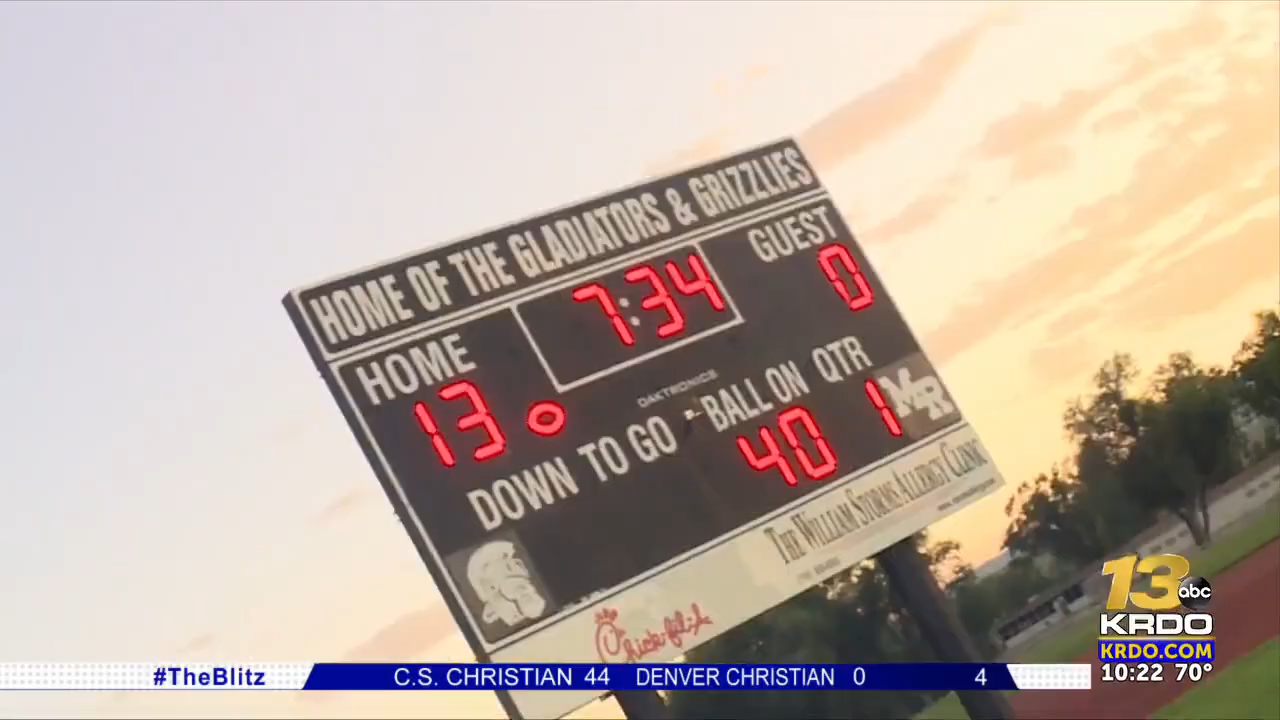 HOME OF THE GLADIATORS & GRIZZLIES
HOME 7:34 GUEST
13 0
DAKTRONICS
DOWN TO GO BALL ON QTR
40 1
MR
THE WILLIAM STORMS ALLERGY CLINIC
Chick-fil-A
13 abc
KRDO
KRDO.COM
10:22 70°
#TheBlitz C.S. CHRISTIAN 44 DENVER CHRISTIAN 0 4